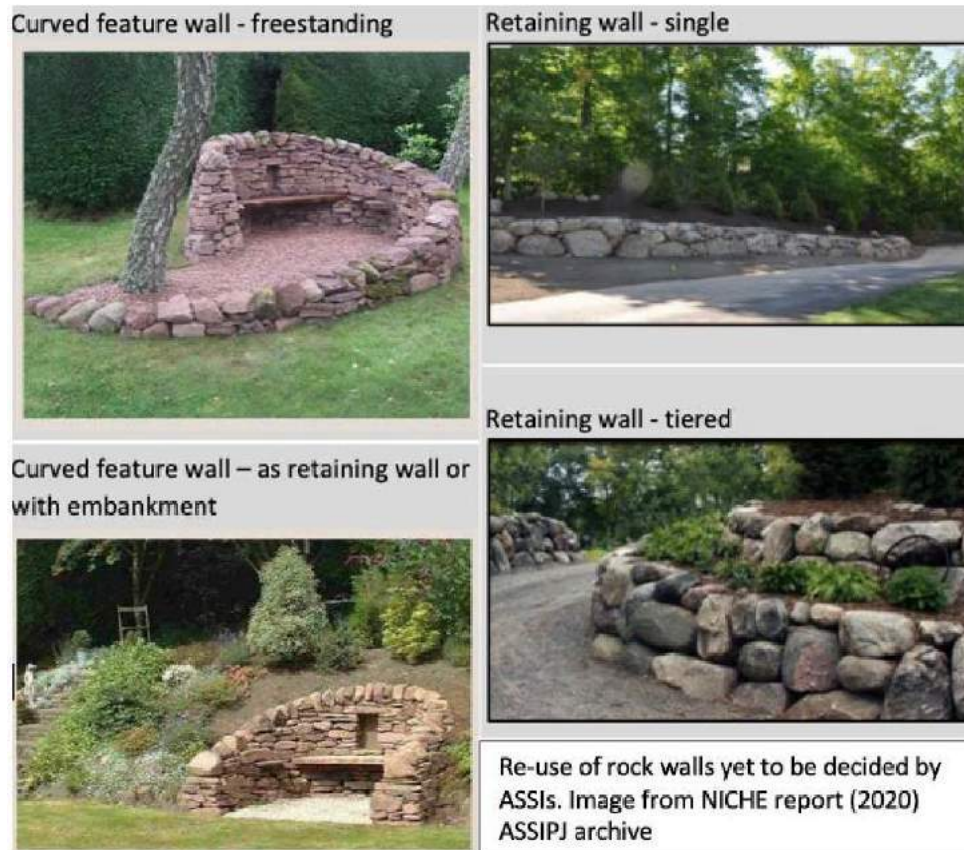 Curved feature wall - freestanding
Retaining wall - single
Curved feature wall – as retaining wall or
with embankment
Retaining wall - tiered
Re-use of rock walls yet to be decided by
ASSIs. Image from NICHE report (2020)
ASSIPJ archive